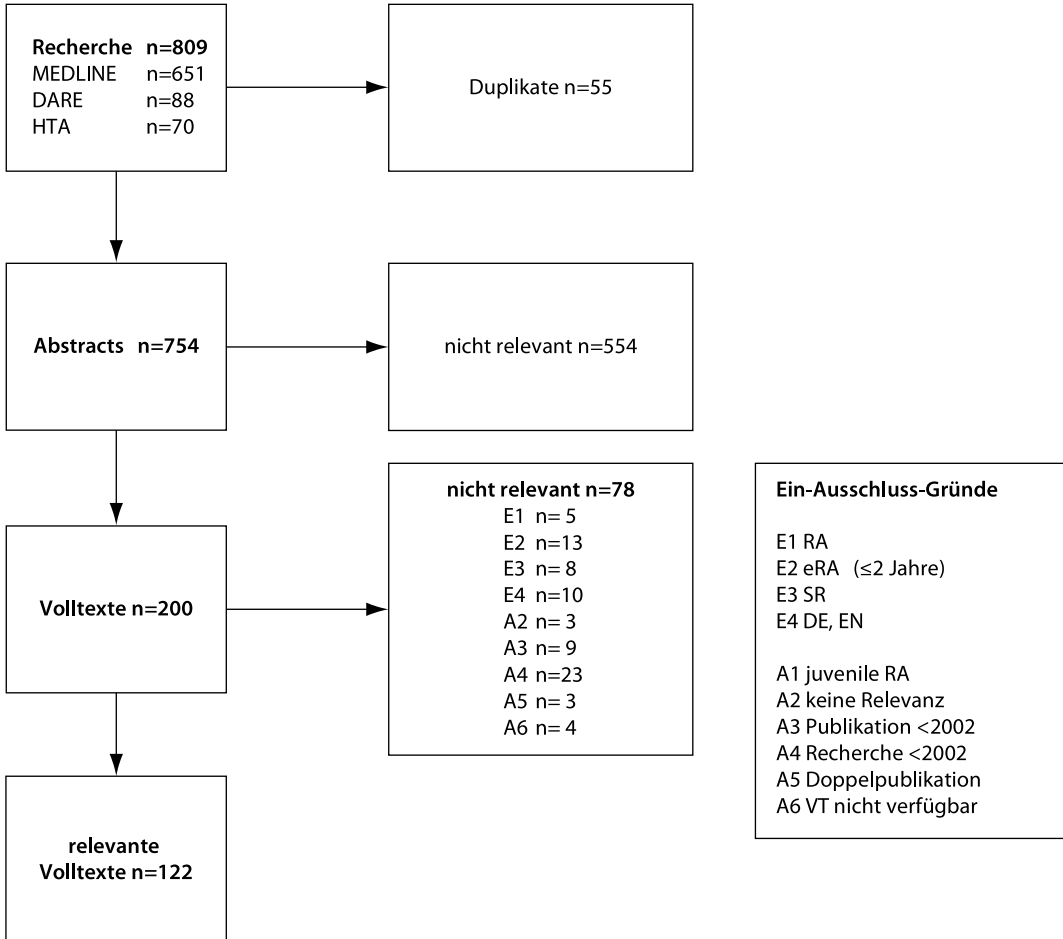 Recherche n=809
MEDLINE n=651
DARE n=88
HTA n=70
Duplikate n=55
Abstracts n=754
nicht relevant n=554
Volltexte n=200
nicht relevant n=78
E1 n= 5
E2 n=13
E3 n= 8
E4 n=10
A2 n= 3
A3 n= 9
A4 n=23
A5 n= 3
A6 n= 4
Ein-Ausschluss-Gründe
E1 RA
E2 eRA (≤2 Jahre)
E3 SR
E4 DE, EN
A1 juvenile RA
A2 keine Relevanz
A3 Publikation <2002
A4 Recherche <2002
A5 Doppelpublikation
A6 VT nicht verfügbar
relevante
Volltexte n=122